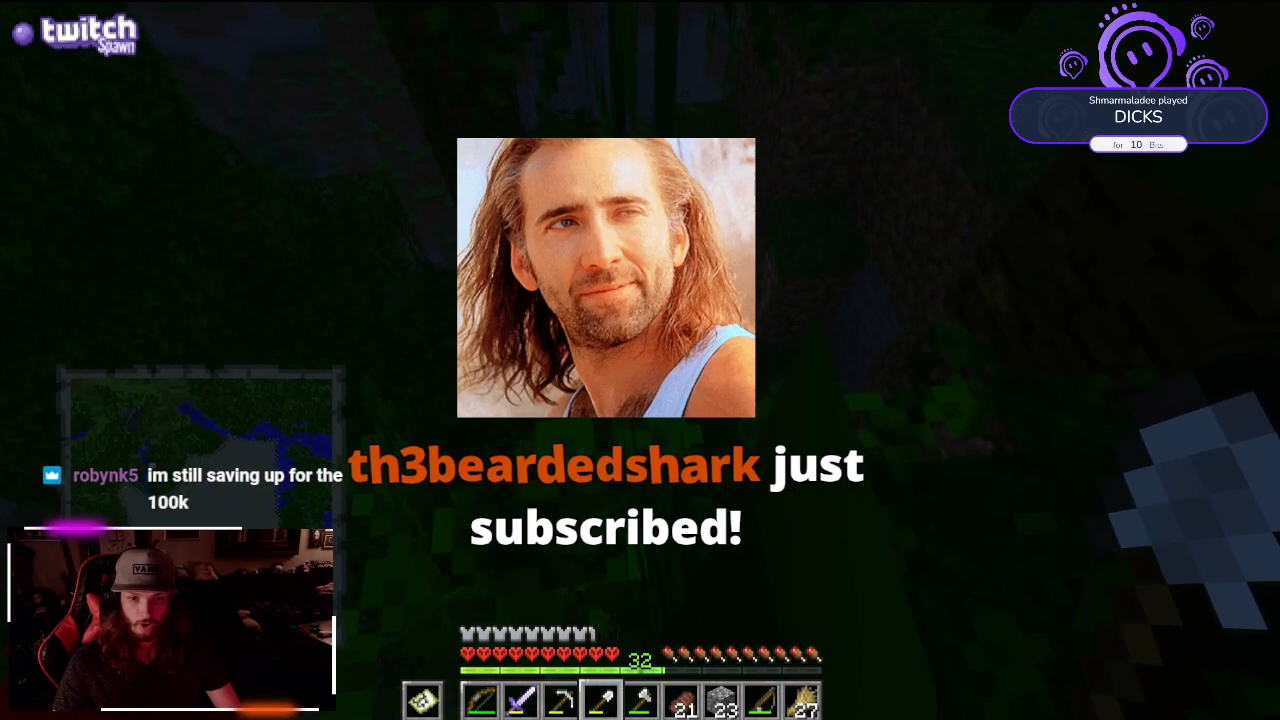 twitch
Spawn
Shmarmaladee played
DICKS
for 10 Bits
th3beardedshark just
subscribed!
robynk5 im still saving up for the
100k
VANS
32
21
23
27